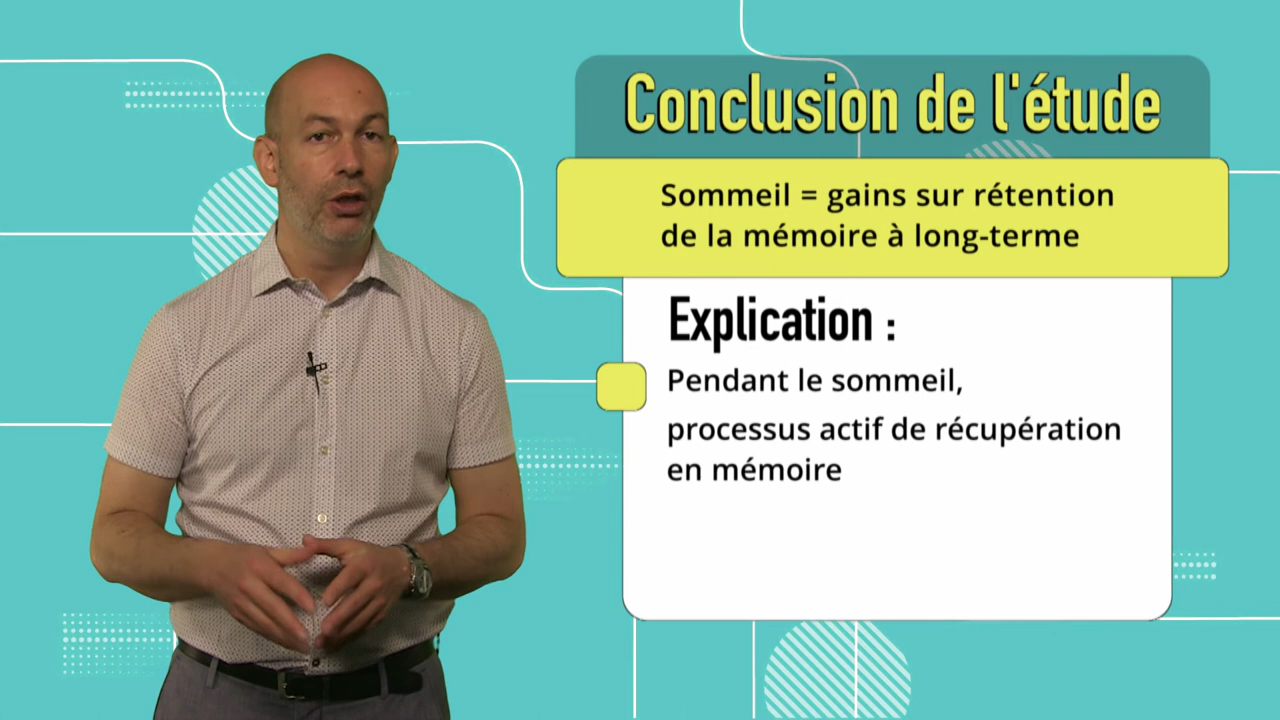 Conclusion de l'étude
Sommeil = gains sur rétention
de la mémoire à long-terme
Explication :
Pendant le sommeil,
processus actif de récupération
en mémoire